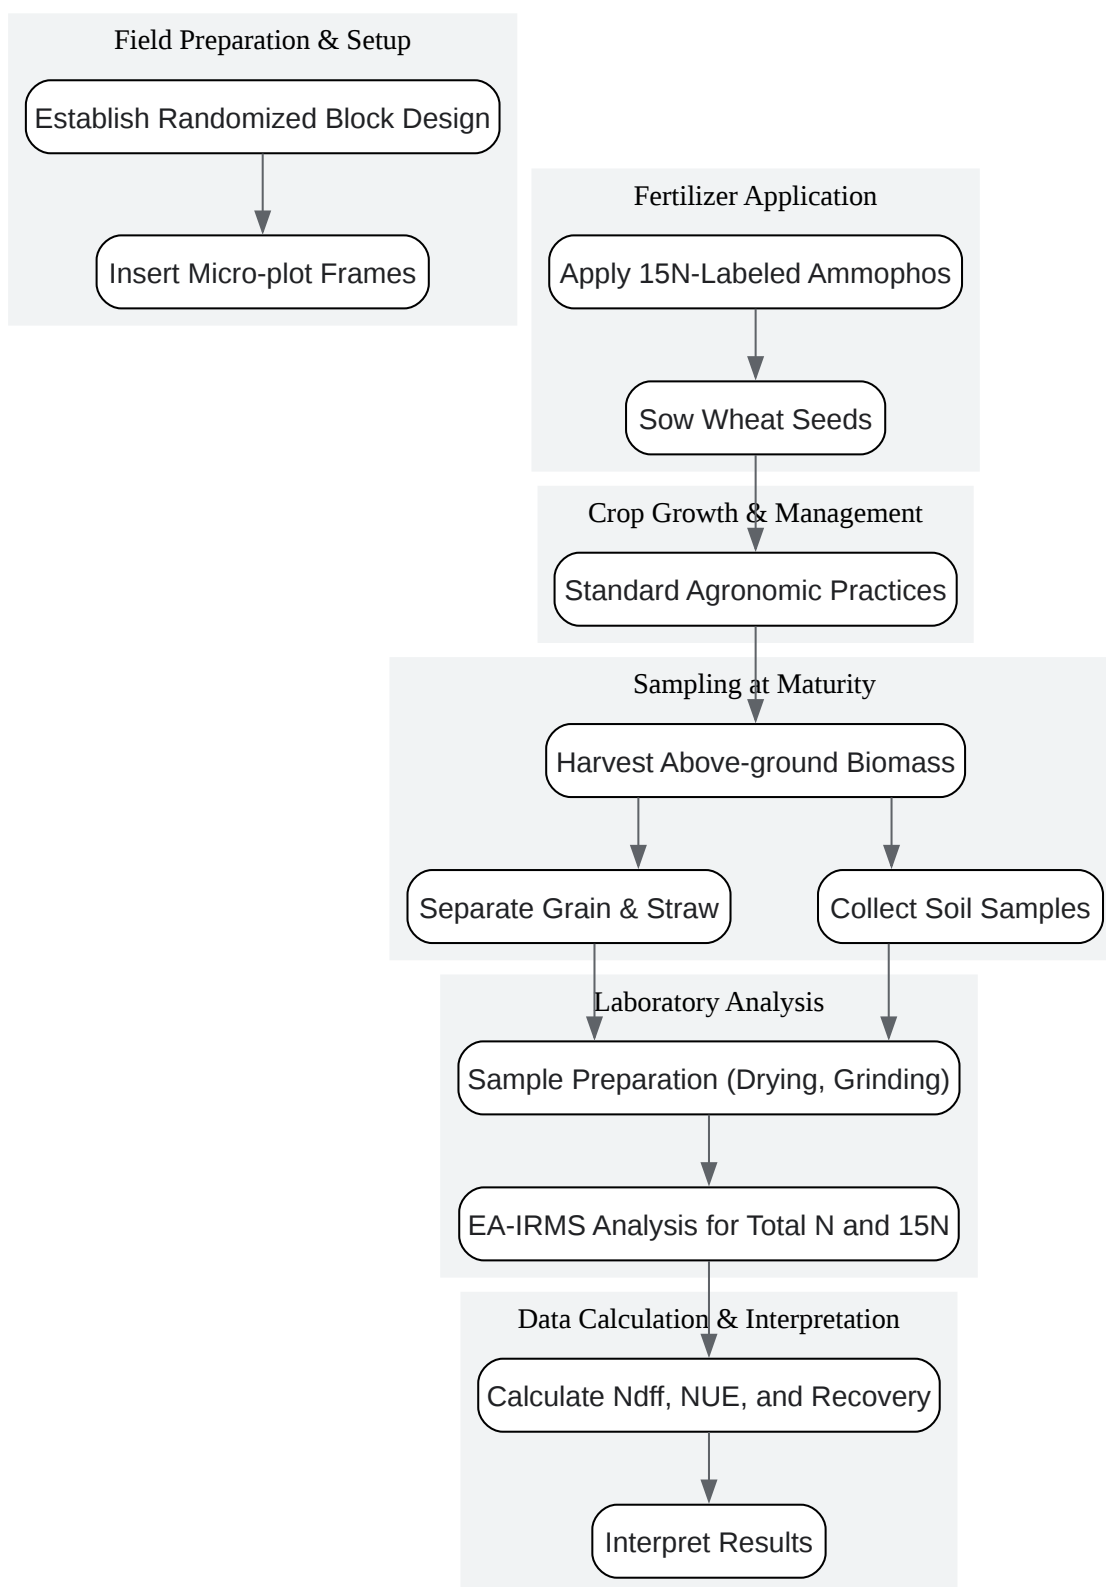 Field Preparation & Setup
Establish Randomized Block Design
Insert Micro-plot Frames
Fertilizer Application
Apply 15N-Labeled Ammophos
Sow Wheat Seeds
Crop Growth & Management
Standard Agronomic Practices
Sampling at Maturity
Harvest Above-ground Biomass
Separate Grain & Straw
Collect Soil Samples
Laboratory Analysis
Sample Preparation (Drying, Grinding)
EA-IRMS Analysis for Total N and 15N
Data Calculation & Interpretation
Calculate Ndff, NUE, and Recovery
Interpret Results